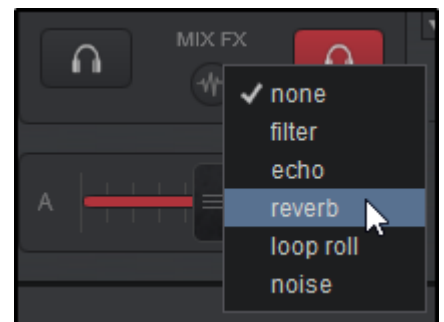 MIX FX
none
filter
echo
A
reverb
loop roll
noise